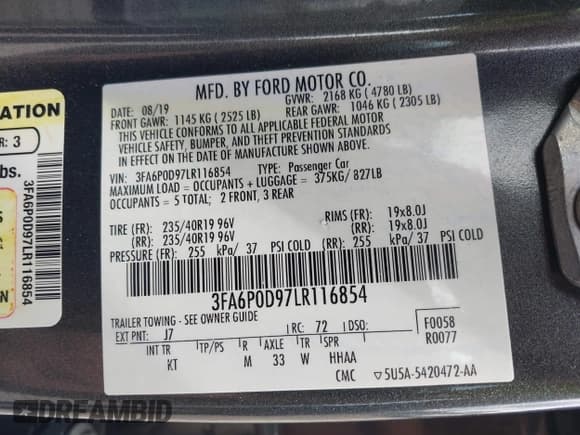 MFD. BY FORD MOTOR CO.
DATE: 08/19 GVWR: 2168 KG ( 4780 LB)
FRONT GAWR: 1145 KG ( 2525 LB) REAR GAWR: 1046 KG ( 2305 LB)
THIS VEHICLE CONFORMS TO ALL APPLICABLE FEDERAL MOTOR
VEHICLE SAFETY, BUMPER, AND THEFT PREVENTION STANDARDS
IN EFFECT ON THE DATE OF MANUFACTURE SHOWN ABOVE.
VIN: 3FA6P0D97LR116854 TYPE: Passenger Car
MAXIMUM LOAD = OCCUPANTS + LUGGAGE = 375KG/ 827LB
OCCUPANTS = 5 TOTAL; 2 FRONT, 3 REAR
TIRE (FR): 235/40R19 96V RIMS (FR): 19x8.0J
(RR): 235/40R19 96V (RR): 19x8.0J
PRESSURE (FR): 255 kPa/ 37 PSI COLD (RR): 255 kPa/ 37 PSI COLD
3FA6P0D97LR116854
TRAILER TOWING - SEE OWNER GUIDE
EXT PNT: J7 RC: 72 DSO: F0058
R0077
INT TR TP/PS R AXLE TR SPR
KT M 33 W HHAA
CMC ▽5U5A-5420472-AA
ATION
R: 3
bs.
3FA6P0D97LR116854
N
DREAMBID